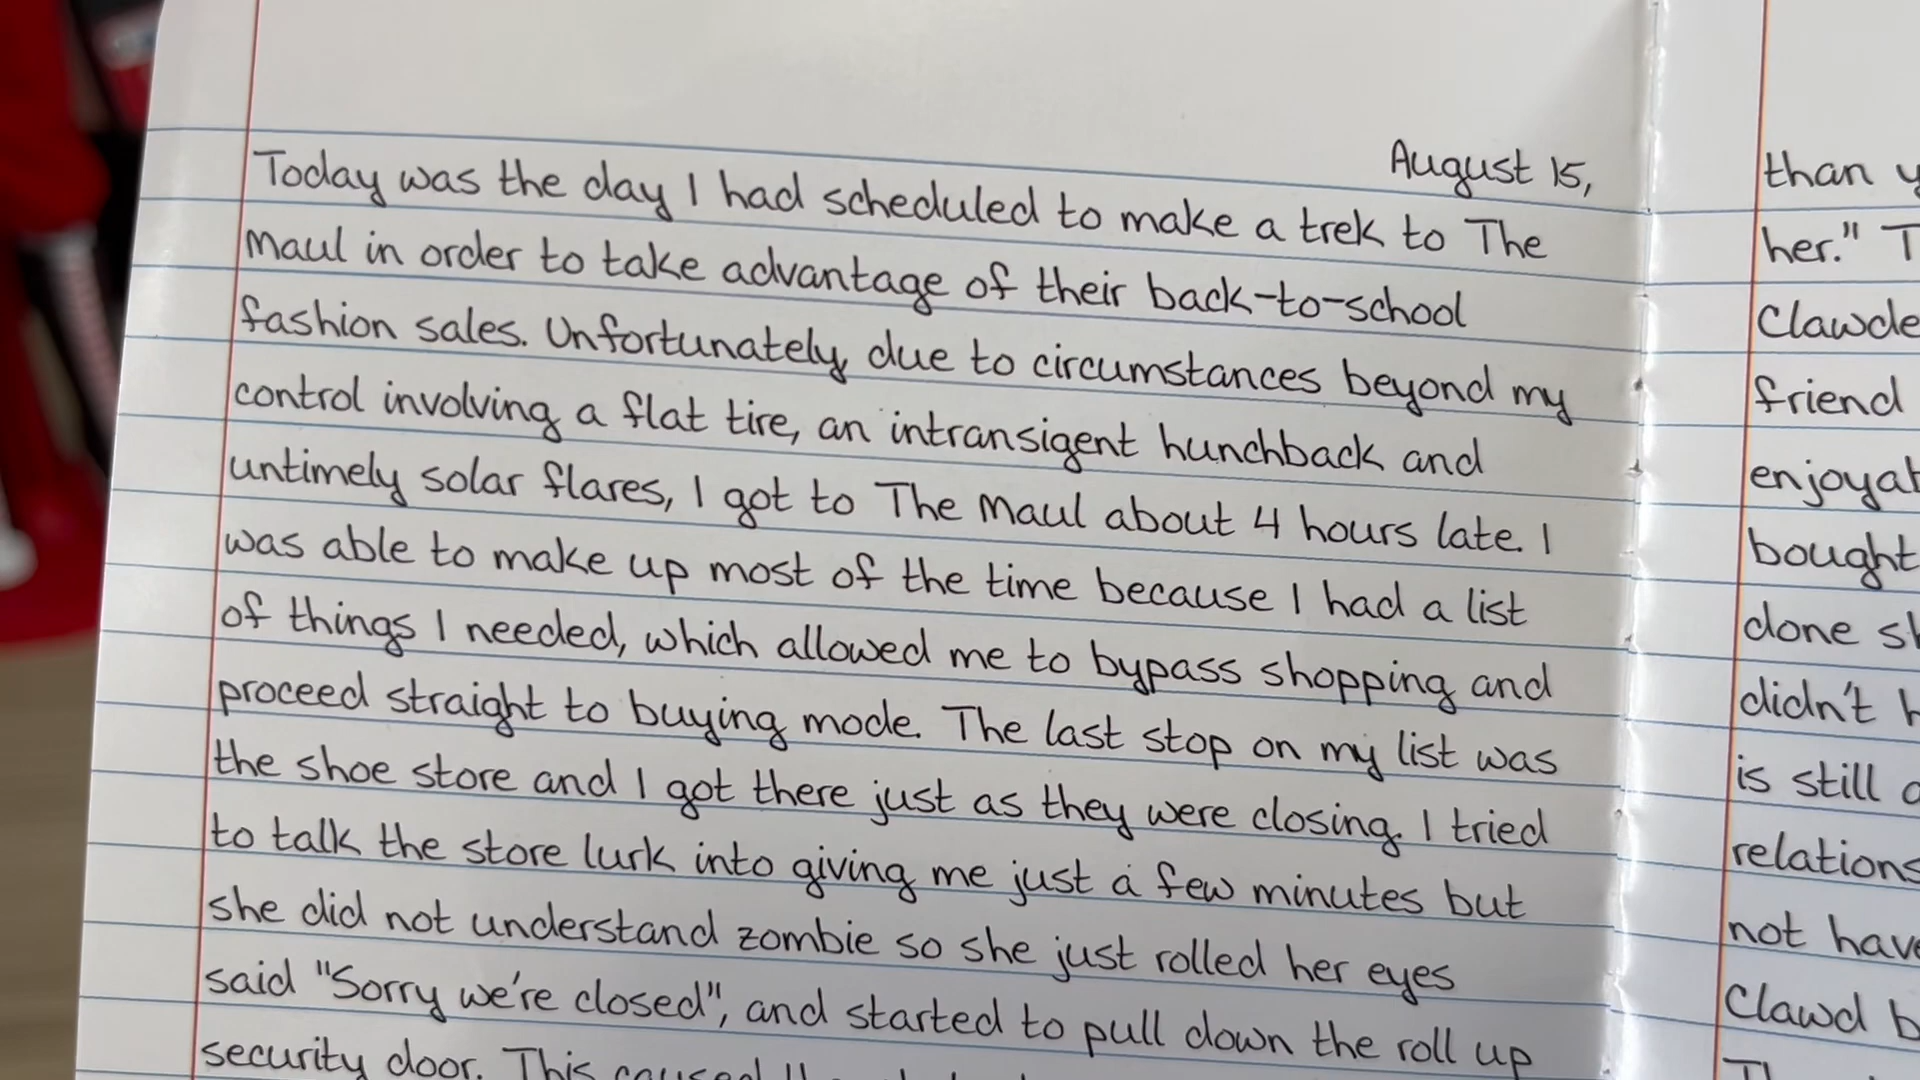 August 15,
Today was the day I had scheduled to make a trek to The
Maul in order to take advantage of their back-to-school
fashion sales. Unfortunately, due to circumstances beyond my
control involving a flat tire, an intransigent hunchback and
untimely solar flares, I got to The Maul about 4 hours late. I
was able to make up most of the time because I had a list
of things I needed, which allowed me to bypass shopping and
proceed straight to buying mode. The last stop on my list was
the shoe store and I got there just as they were closing. I tried
to talk the store lurk into giving me just a few minutes but
she did not understand zombie so she just rolled her eyes
said "Sorry we're closed", and started to pull down the roll up
security door. This caused
than
her."
friend
bought
done
didn't
is still
not
Clawd